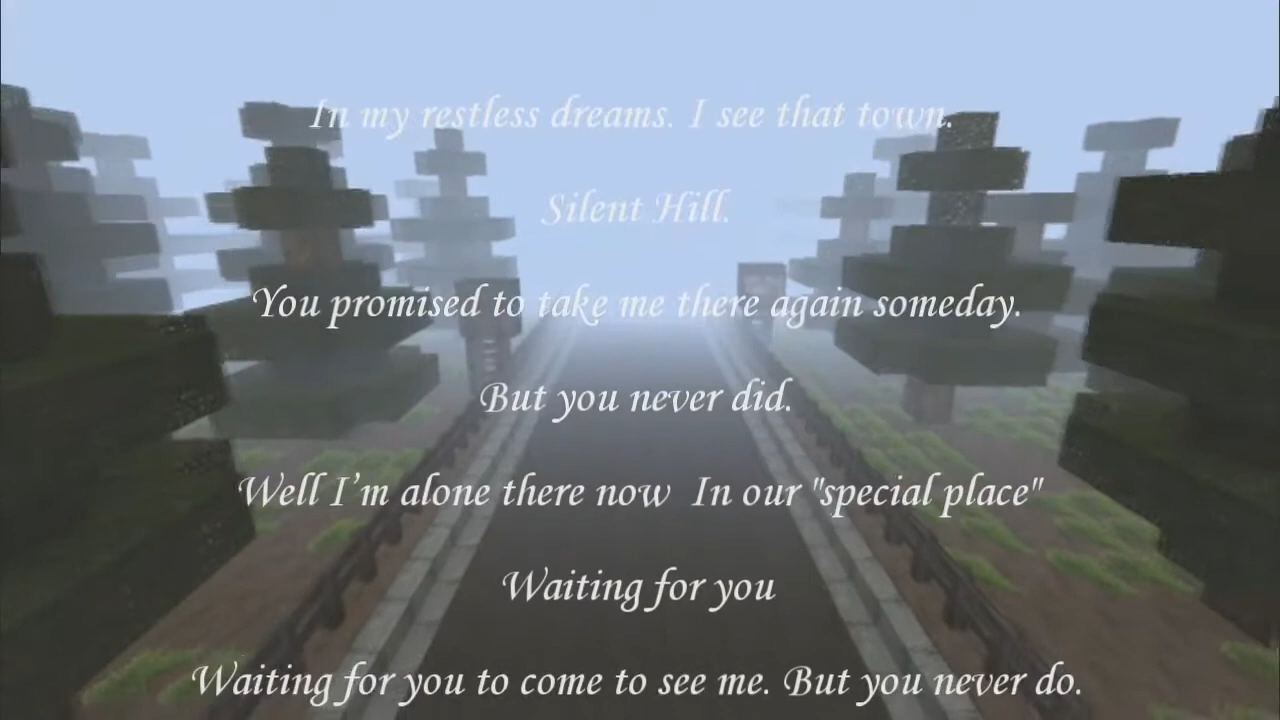 In my restless dreams. I see that town.
Silent Hill.
You promised to take me there again someday.
But you never did.
Well I'm alone there now  In our "special place"
Waiting for you
Waiting for you to come to see me. But you never do.